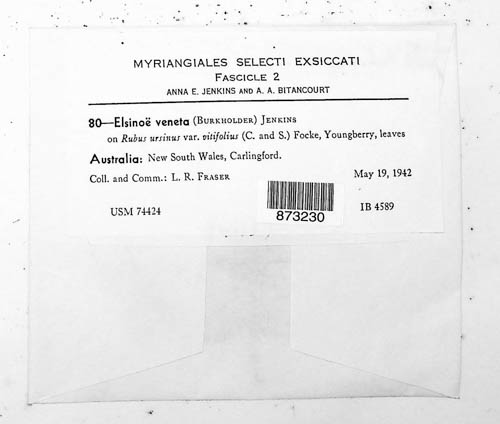 MYRIANGIALES SELECTI EXSICCATI
FASCICLE 2
ANNA E. JENKINS AND A. A. BITANCOURT
80—Elsinoë veneta (BURKHOLDER) JENKINS
on Rubus ursinus var. vitifolius (C. and S.) Focke, Youngberry, leaves
Australia: New South Wales, Carlingford.
Coll. and Comm.: L. R. FRASER May 19, 1942
873230
USM 74424 IB 4589